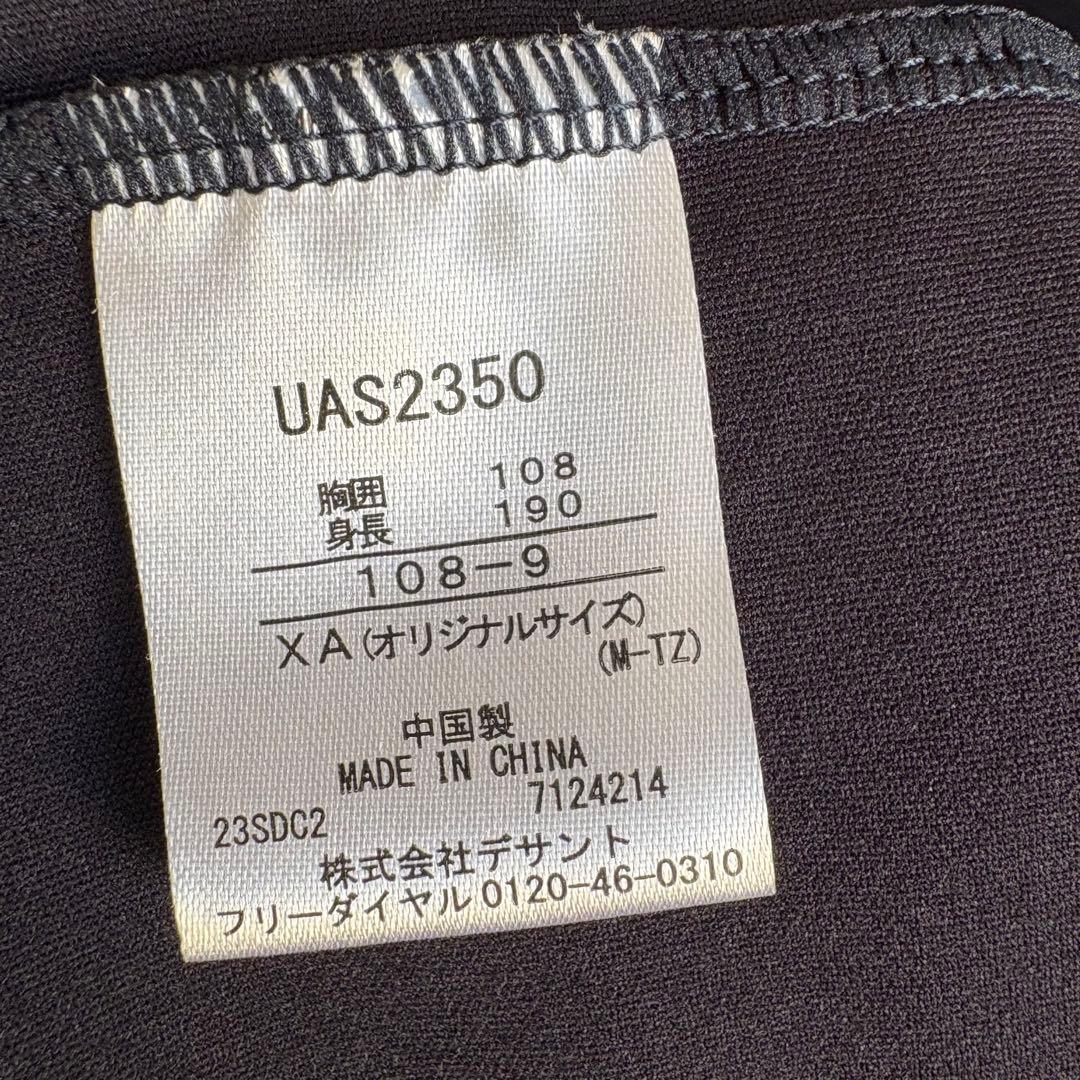 UAS2350
胸囲 108
身長 190
108-9
XA(オリジナルサイズ)
(M-TZ)
中国製
MADE IN CHINA
7124214
23SDC2
株式会社デサント
フリーダイヤル0120-46-0310